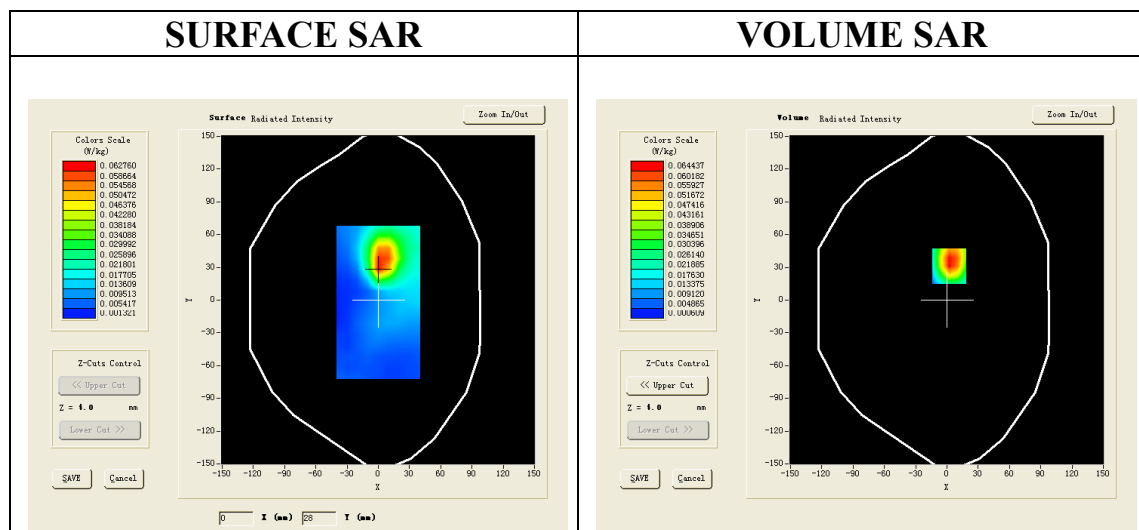 SURFACE SAR
VOLUME SAR
Surface Radiated Intensity
Zoom In/Out
Colors Scale
(W/kg)
0.062760
0.058664
0.054568
0.050472
0.046376
0.042280
0.038184
0.034088
0.029992
0.025896
0.021801
0.017705
0.013609
0.009513
0.005417
0.001321
Z-Cuts Control
<< Upper Cut
Z = 4.0 mm
Lower Cut >>
SAVE Cancel
150
120
90
60
30
0
-30
-60
-90
-120
-150
Y
-150 -120 -90 -60 -30 0 30 60 90 120 150
X
0 X (mm) 28 Y (mm)
Volume Radiated Intensity
Zoom In/Out
Colors Scale
(W/kg)
0.064437
0.060182
0.055927
0.051672
0.047416
0.043161
0.038906
0.034651
0.030396
0.026140
0.021885
0.017630
0.013375
0.009120
0.004865
0.000609
Z-Cuts Control
<< Upper Cut
Z = 4.0 mm
Lower Cut >>
SAVE Cancel
150
120
90
60
30
0
-30
-60
-90
-120
-150
Y
-150 -120 -90 -60 -30 0 30 60 90 120 150
X